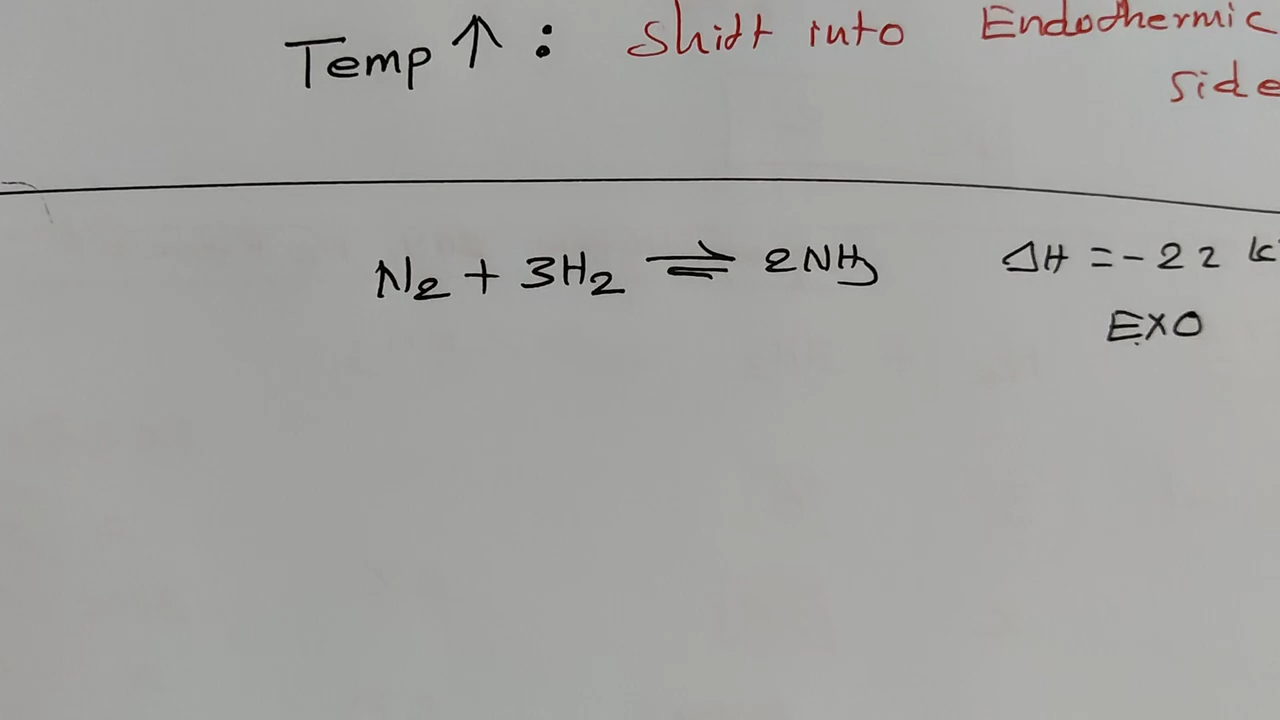 Temp ↑ : Shift into Endothermic
side
N2 + 3H2 ⇌ 2NH3 ΔH = -22 k
EXO